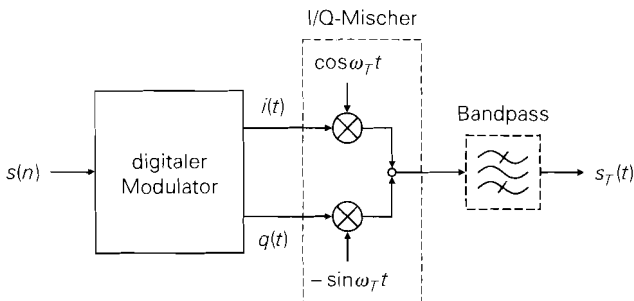 I/Q-Mischer
cosω_T t
Bandpass
i(t)
s(n)
digitaler
Modulator
s_T(t)
q(t)
– sinω_T t